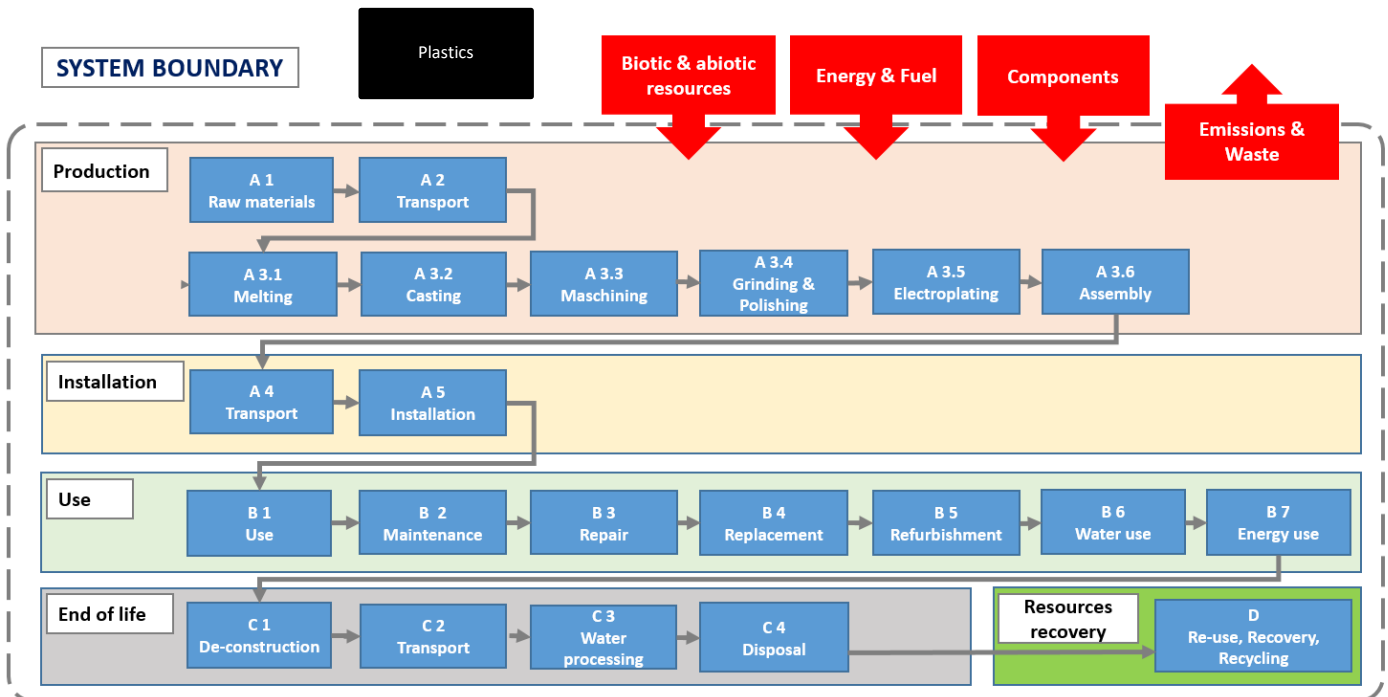 SYSTEM BOUNDARY
Plastics
Biotic & abiotic
resources
Energy & Fuel
Components
Emissions &
Waste
Production
A 1
Raw materials
A 2
Transport
A 3.1
Melting
A 3.2
Casting
A 3.3
Maschining
A 3.4
Grinding &
Polishing
A 3.5
Electroplating
A 3.6
Assembly
Installation
A 4
Transport
A 5
Installation
Use
B 1
Use
B 2
Maintenance
B 3
Repair
B 4
Replacement
B 5
Refurbishment
B 6
Water use
B 7
Energy use
End of life
C 1
De-construction
C 2
Transport
C 3
Water
processing
C 4
Disposal
Resources
recovery
D
Re-use, Recovery,
Recycling